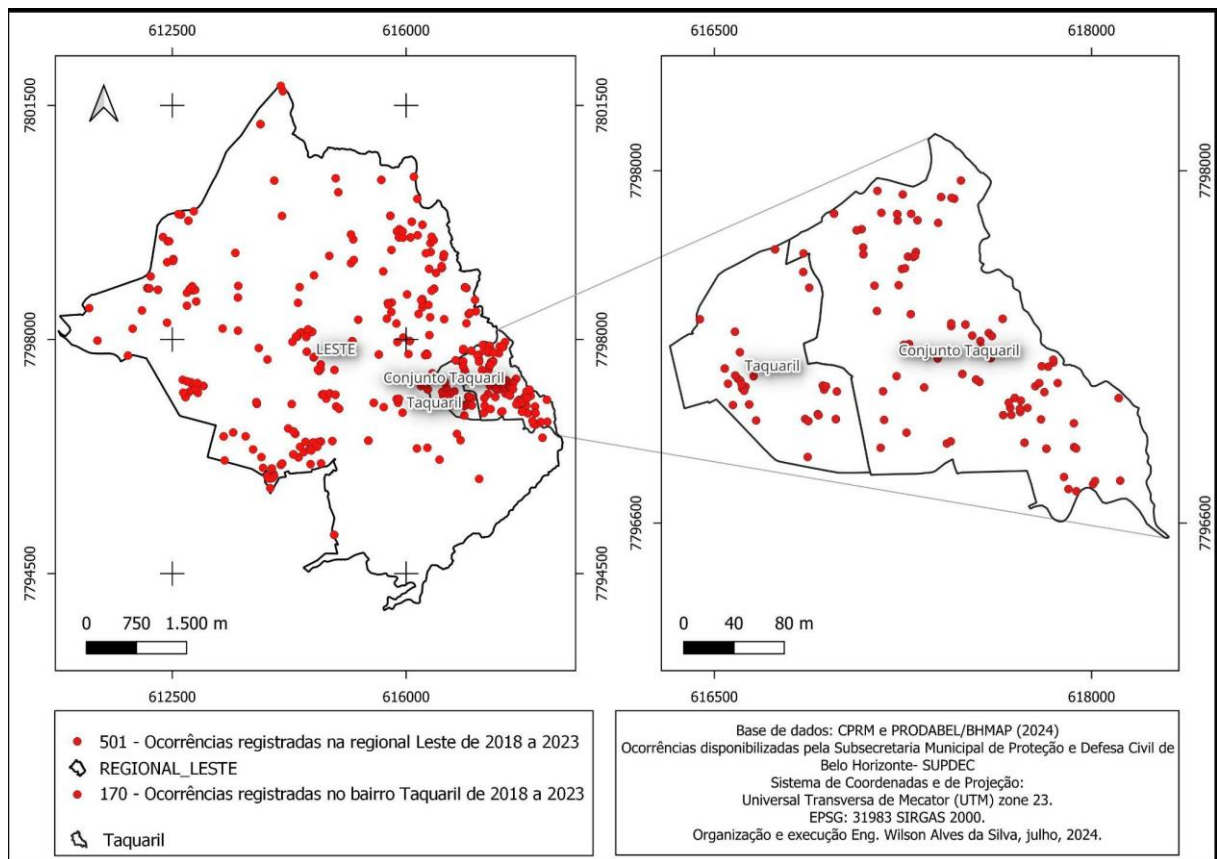 612500
616000
616500
618000
7801500
7801500
7798000
7798000
7798000
7798000
LESTE
Conjunto Taquaril
Taquaril
Taquaril
Conjunto Taquaril
7796600
7796600
7794500
7794500
0 750 1.500 m
0 40 80 m
612500
616000
616500
618000
501 - Ocorrências registradas na regional Leste de 2018 a 2023
REGIONAL_LESTE
170 - Ocorrências registradas no bairro Taquaril de 2018 a 2023
Taquaril
Base de dados: CPRM e PRODABEL/BHMAP (2024)
Ocorrências disponibilizadas pela Subsecretaria Municipal de Proteção e Defesa Civil de
Belo Horizonte- SUPDEC
Sistema de Coordenadas e de Projeção:
Universal Transversa de Mecator (UTM) zone 23.
EPSG: 31983 SIRGAS 2000.
Organização e execução Eng. Wilson Alves da Silva, julho, 2024.